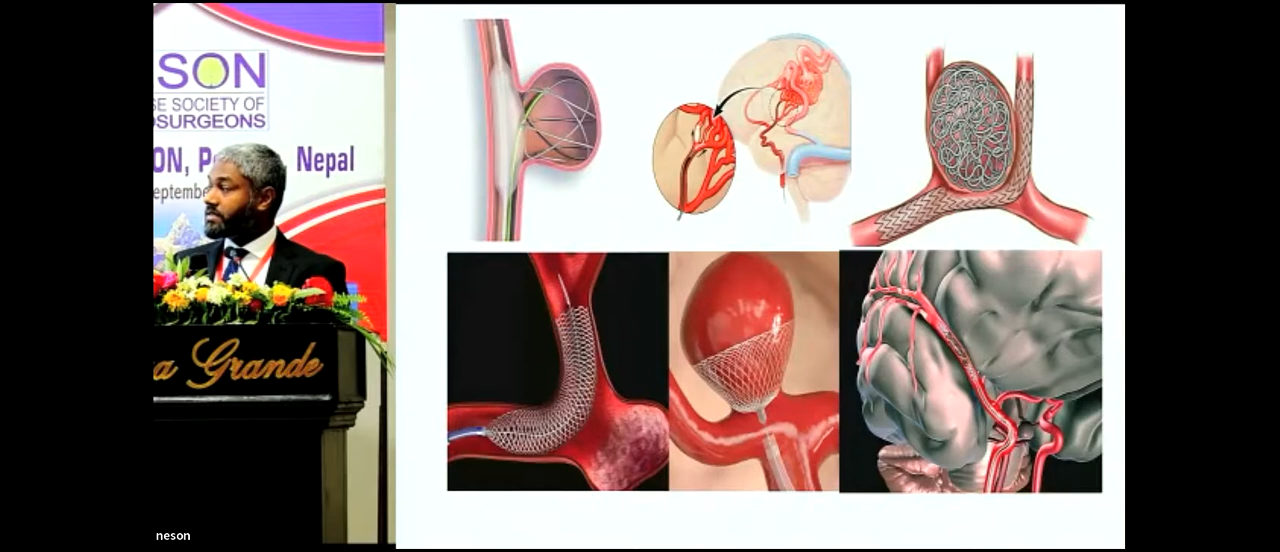 SON
SE SOCIETY OF
OSURGEONS
ON, P Nepal
eptember
a Grande
neson